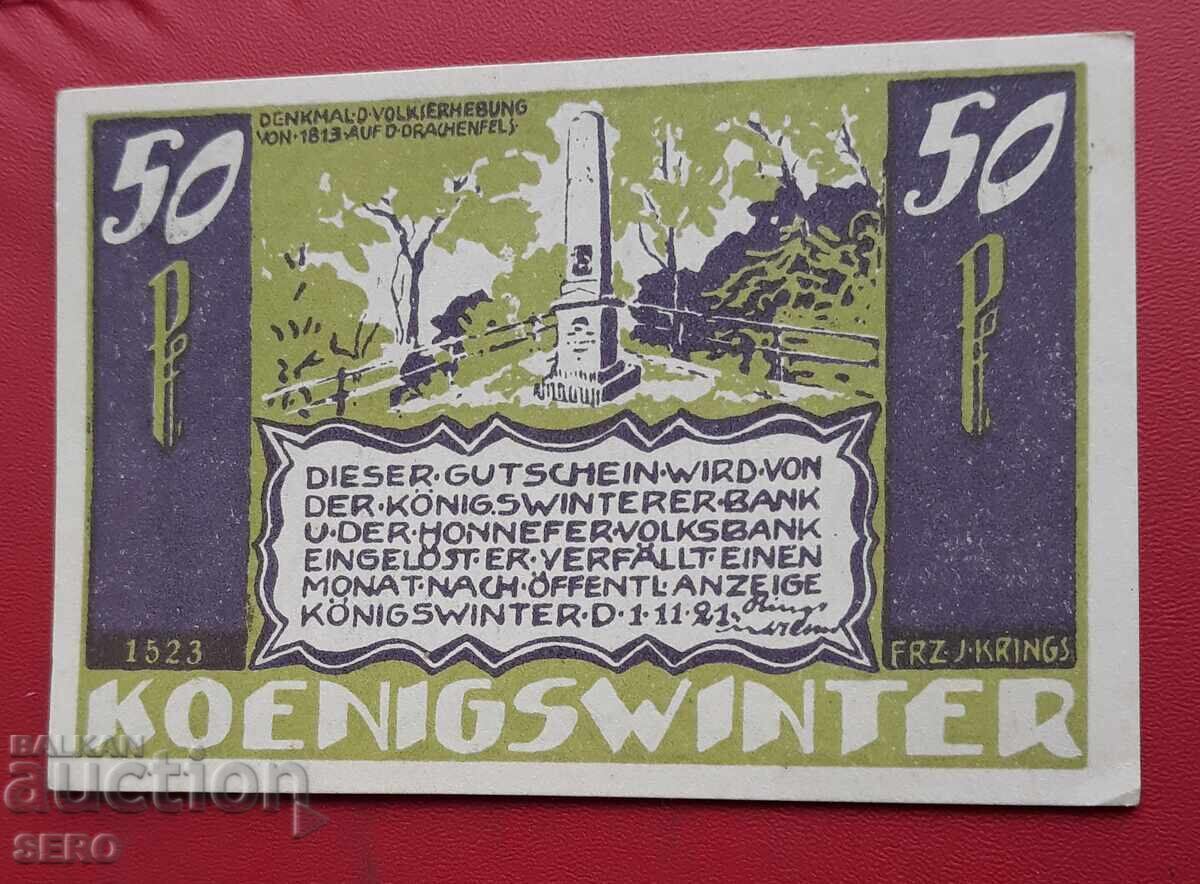 DENKMAL·D·VOLKSERHEBUNG
VON·1813·AUF·D·DRACHENFELS·
50
50
Pf
Pf
DIESER·GUTSCHEIN·WIRD·VON
DER·KÖNIGSWINTERER·BANK
U·DER·HONNEFER·VOLKSBANK
EINGELÖST·ER·VERFÄLLT·EINEN
MONAT·NACH·ÖFFENTL·ANZEIGE
KÖNIGSWINTER·D·1·11·21·
1523
FRZ·J·KRINGS
KOENIGSWINTER
BALKAN
auction
SERO